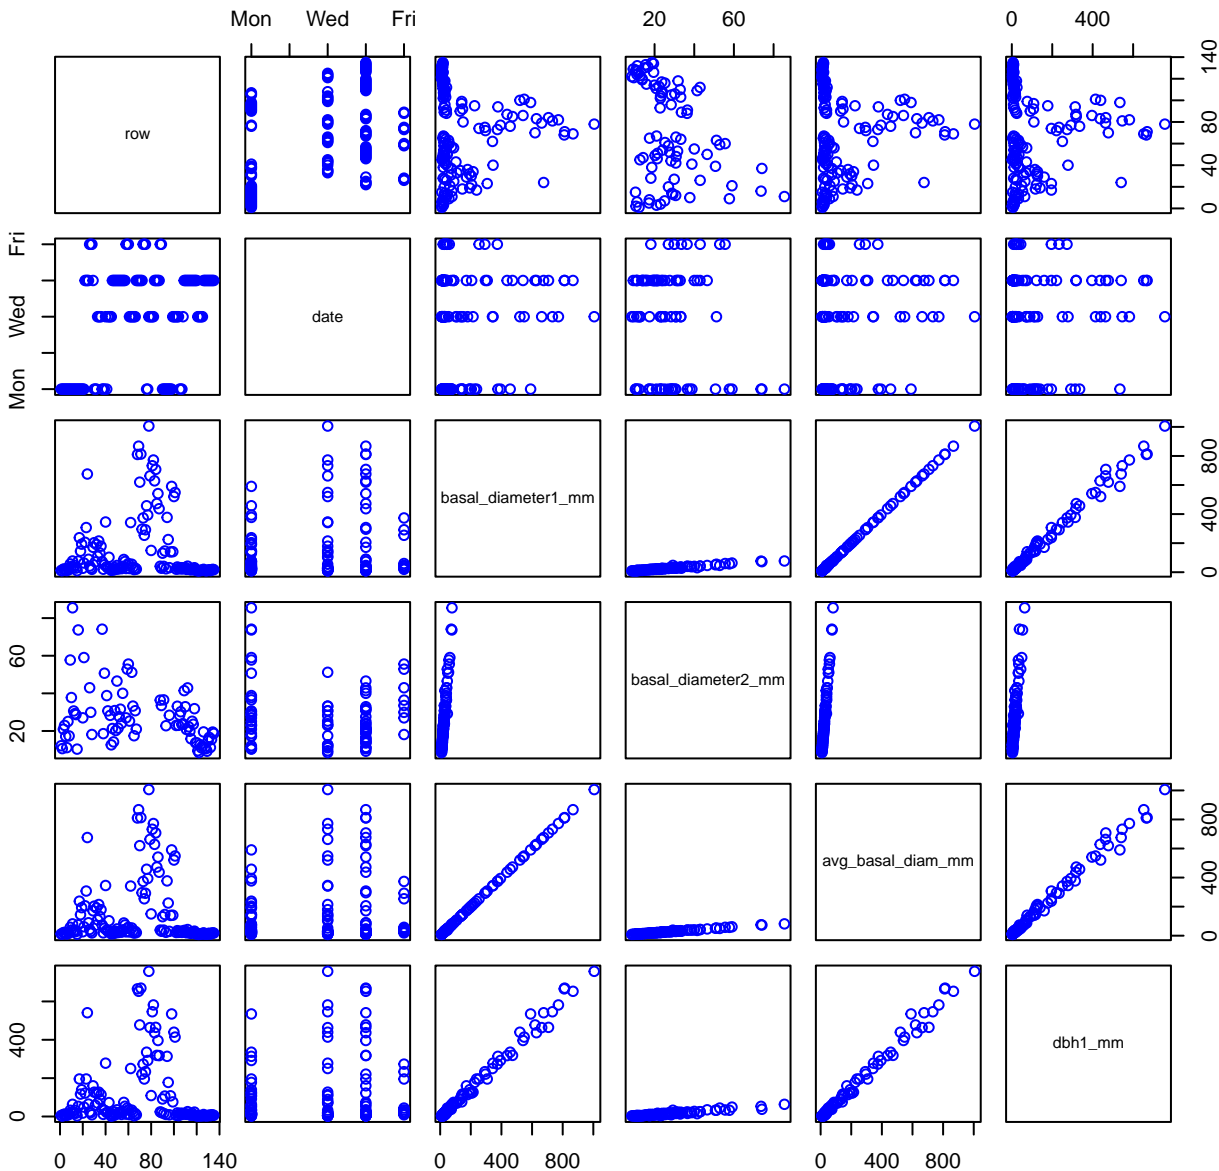 Mon Wed Fri 20 60 0 400
row
0 40 80 140
Mon Wed Fri
date
basal_diameter1_mm
0 400 800
20 60
basal_diameter2_mm
avg_basal_diam_mm
0 400 800
0 400
dbh1_mm
0 40 80 140 0 400 800 0 400 800